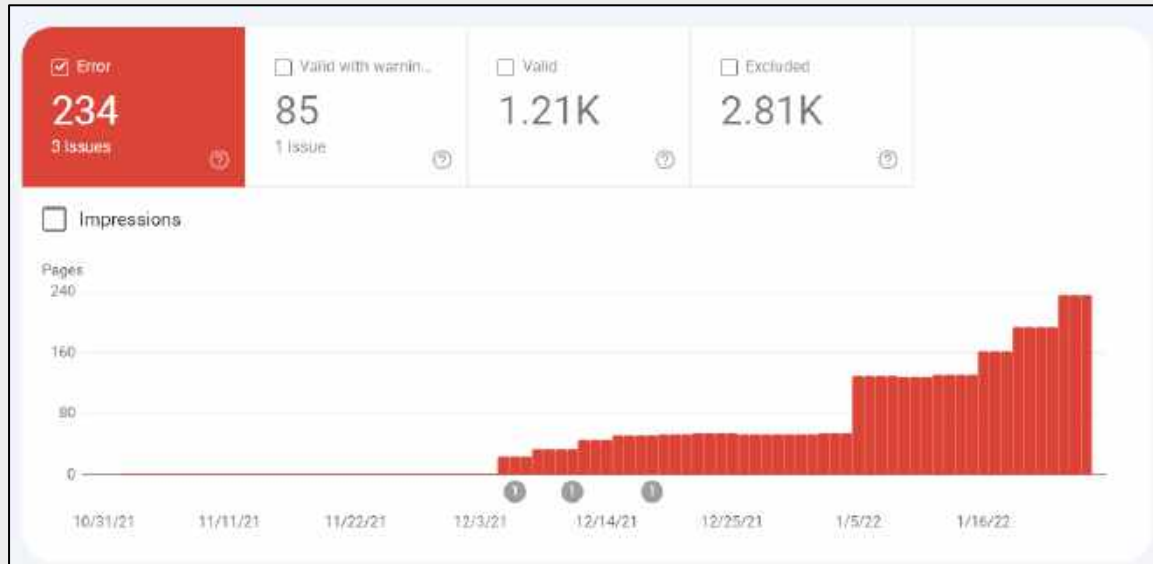 Error
234
3 issues
Valid with warnin...
85
1 issue
Valid
1.21K
Excluded
2.81K
Impressions
Pages
240
160
80
0
1 1 1
10/31/21 11/11/21 11/22/21 12/3/21 12/14/21 12/25/21 1/5/22 1/16/22